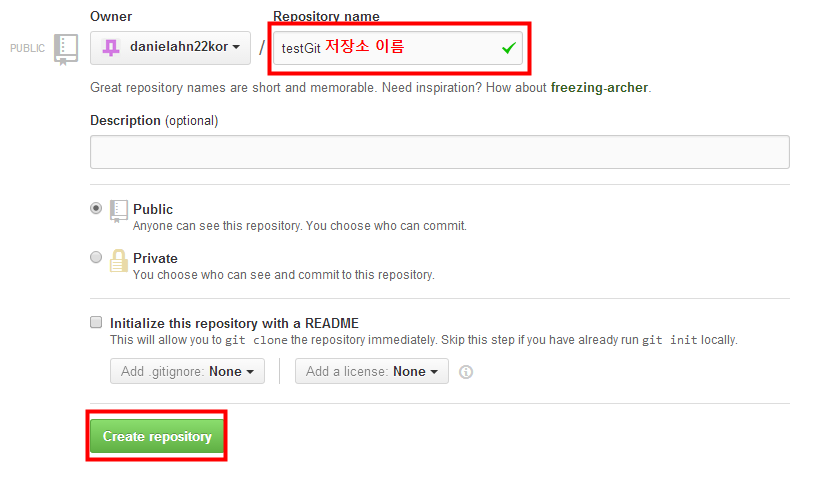 Owner
Repository name
PUBLIC
danielahn22kor
/
testGit 저장소 이름
Great repository names are short and memorable. Need inspiration? How about freezing-archer.
Description (optional)
Public
Anyone can see this repository. You choose who can commit.
Private
You choose who can see and commit to this repository.
Initialize this repository with a README
This will allow you to git clone the repository immediately. Skip this step if you have already run git init locally.
Add .gitignore: None
Add a license: None
Create repository